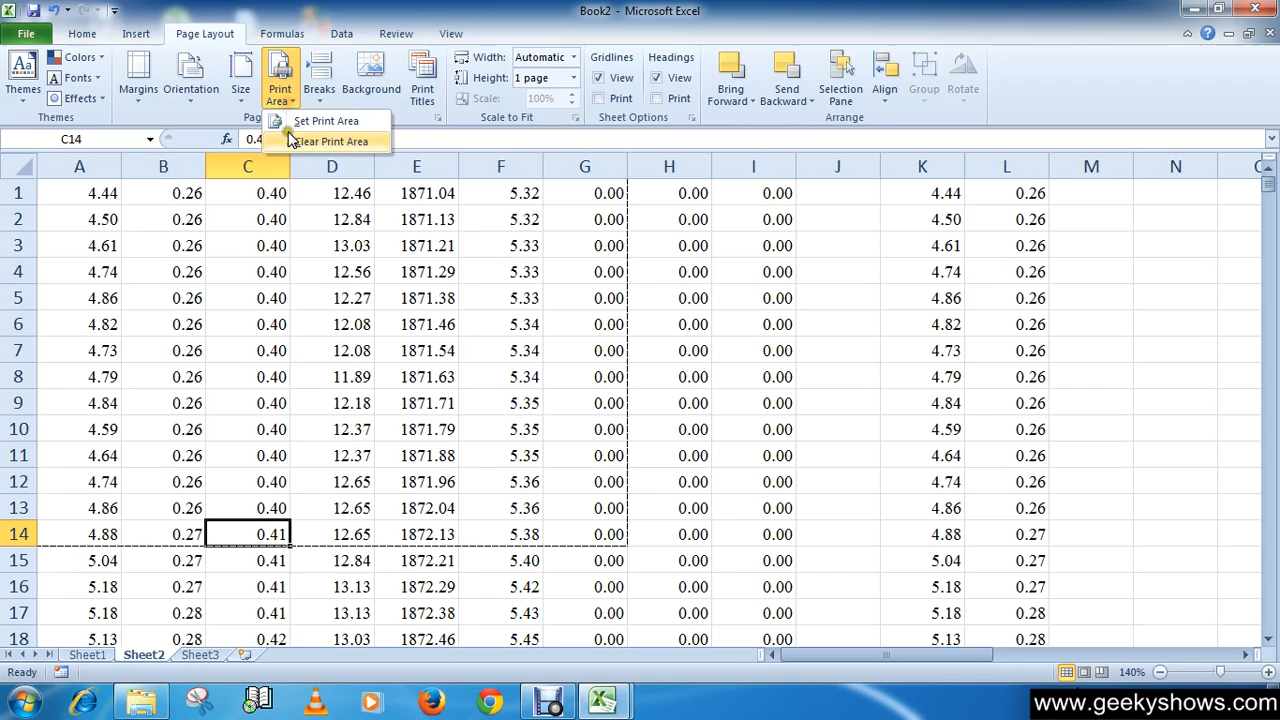 Book2 - Microsoft Excel
File Home Insert Page Layout Formulas Data Review View
Themes
Colors
Fonts
Effects
Themes
Margins
Orientation
Size
Print Area
Breaks
Background
Print Titles
Width: Automatic
Height: 1 page
Scale: 100%
Scale to Fit
Gridlines
View
Print
Headings
View
Print
Sheet Options
Bring Forward
Send Backward
Selection Pane
Align
Group
Rotate
Arrange
Set Print Area
Clear Print Area
C14 fx 0.4
A B C D E F G H I J K L M N
1 4.44 0.26 0.40 12.46 1871.04 5.32 0.00 0.00 0.00 4.44 0.26
2 4.50 0.26 0.40 12.84 1871.13 5.32 0.00 0.00 0.00 4.50 0.26
3 4.61 0.26 0.40 13.03 1871.21 5.33 0.00 0.00 0.00 4.61 0.26
4 4.74 0.26 0.40 12.56 1871.29 5.33 0.00 0.00 0.00 4.74 0.26
5 4.86 0.26 0.40 12.27 1871.38 5.33 0.00 0.00 0.00 4.86 0.26
6 4.82 0.26 0.40 12.08 1871.46 5.34 0.00 0.00 0.00 4.82 0.26
7 4.73 0.26 0.40 12.08 1871.54 5.34 0.00 0.00 0.00 4.73 0.26
8 4.79 0.26 0.40 11.89 1871.63 5.34 0.00 0.00 0.00 4.79 0.26
9 4.84 0.26 0.40 12.18 1871.71 5.35 0.00 0.00 0.00 4.84 0.26
10 4.59 0.26 0.40 12.37 1871.79 5.35 0.00 0.00 0.00 4.59 0.26
11 4.64 0.26 0.40 12.37 1871.88 5.35 0.00 0.00 0.00 4.64 0.26
12 4.74 0.26 0.40 12.65 1871.96 5.36 0.00 0.00 0.00 4.74 0.26
13 4.86 0.26 0.40 12.65 1872.04 5.36 0.00 0.00 0.00 4.86 0.26
14 4.88 0.27 0.41 12.65 1872.13 5.38 0.00 0.00 0.00 4.88 0.27
15 5.04 0.27 0.41 12.84 1872.21 5.40 0.00 0.00 0.00 5.04 0.27
16 5.18 0.27 0.41 13.13 1872.29 5.42 0.00 0.00 0.00 5.18 0.27
17 5.18 0.28 0.41 13.13 1872.38 5.43 0.00 0.00 0.00 5.18 0.28
18 5.13 0.28 0.42 13.03 1872.46 5.45 0.00 0.00 0.00 5.13 0.28
Sheet1 Sheet2 Sheet3
Ready 140%
www.geekyshows.com